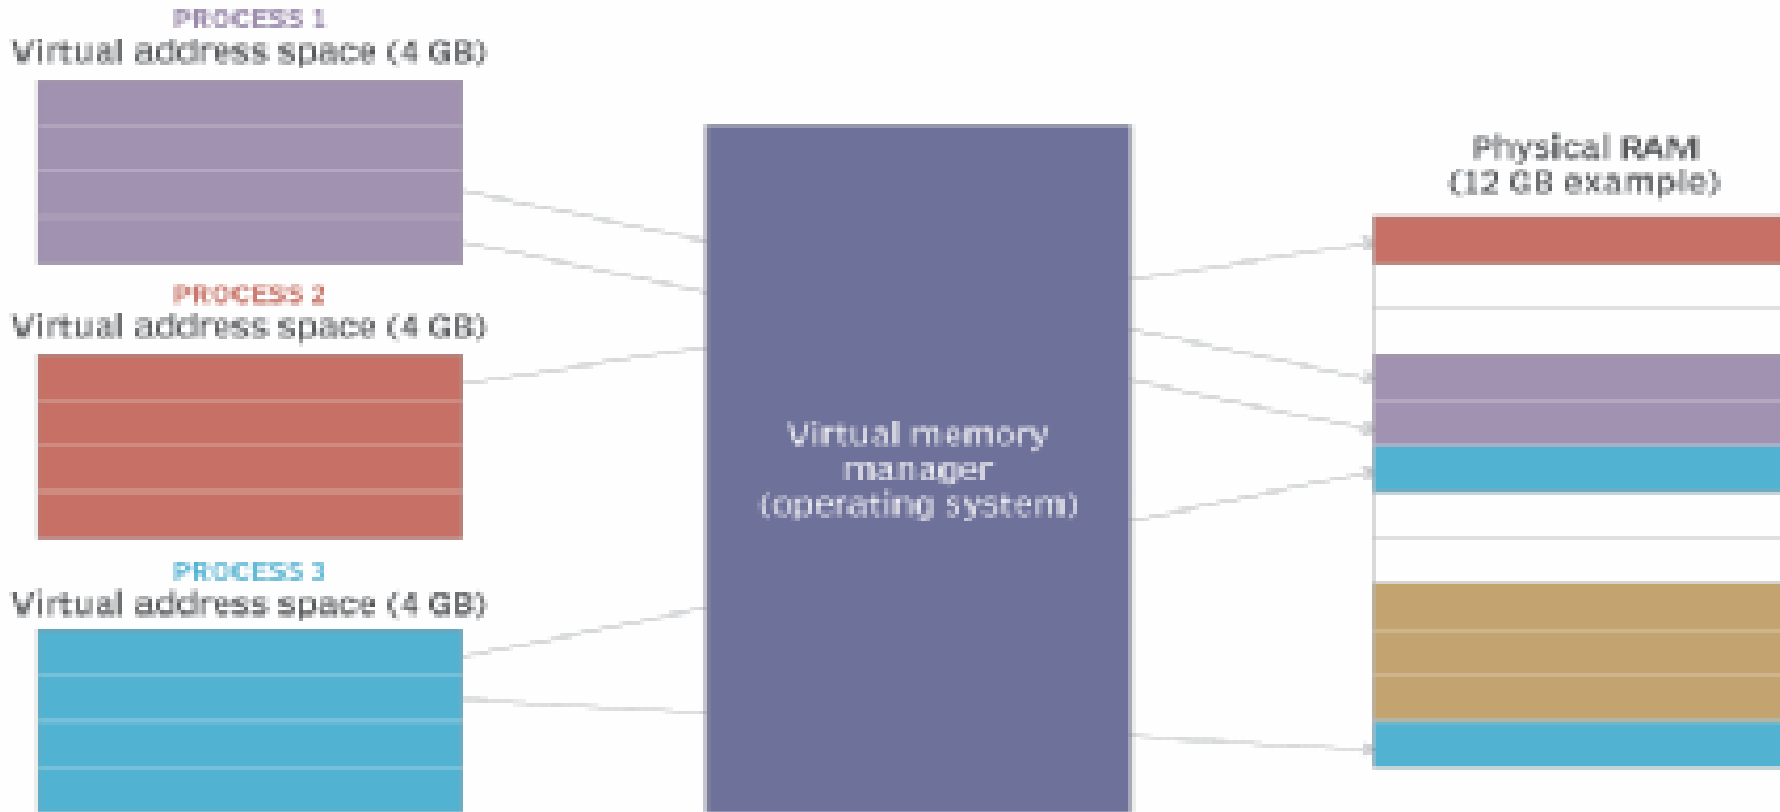 PROCESS 1
Virtual address space (4 GB)
PROCESS 2
Virtual address space (4 GB)
PROCESS 3
Virtual address space (4 GB)
Virtual memory
manager
(operating system)
Physical RAM
(12 GB example)